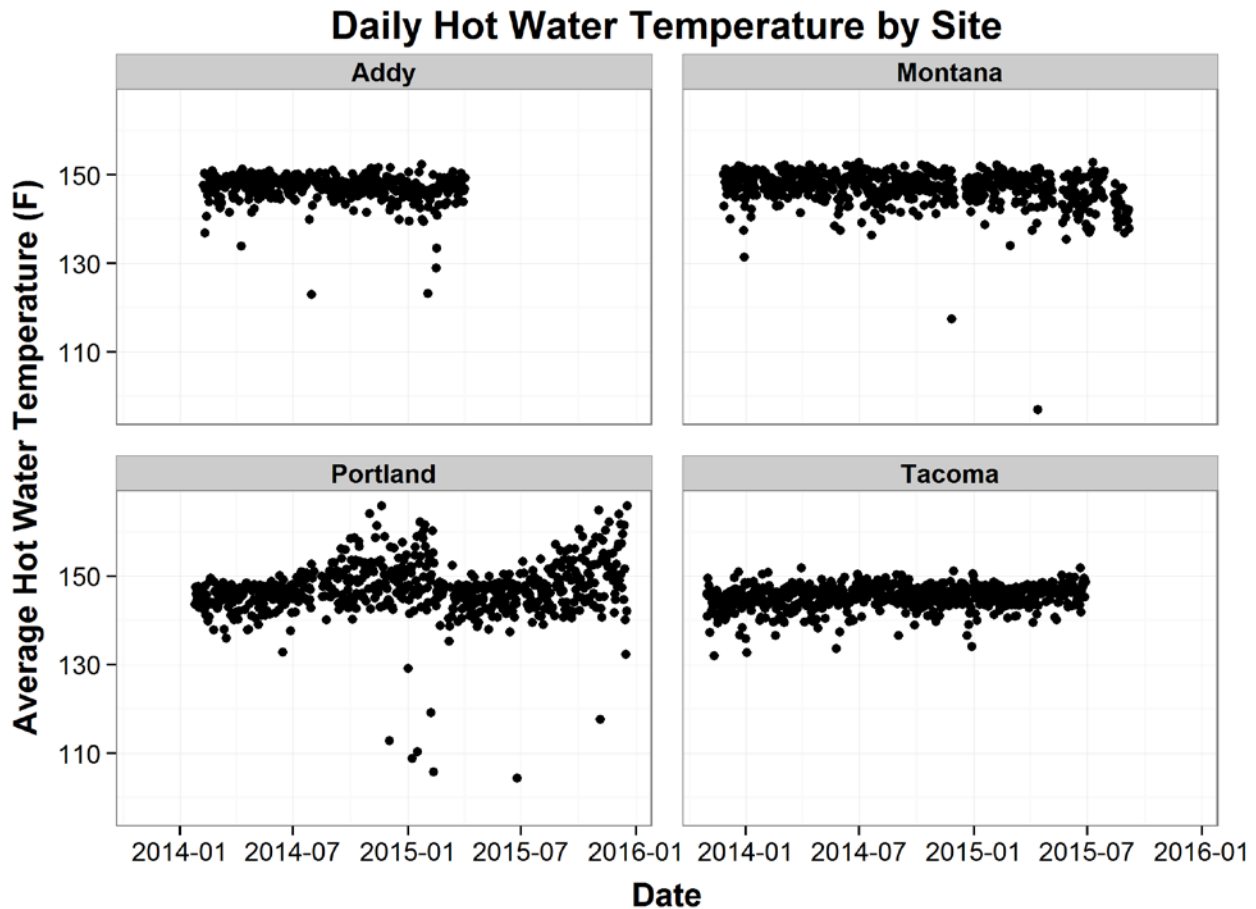 Daily Hot Water Temperature by Site
Addy
Montana
150
130
110
Portland
Tacoma
150
130
110
Average Hot Water Temperature (F)
2014-01 2014-07 2015-01 2015-07 2016-01
2014-01 2014-07 2015-01 2015-07 2016-01
Date